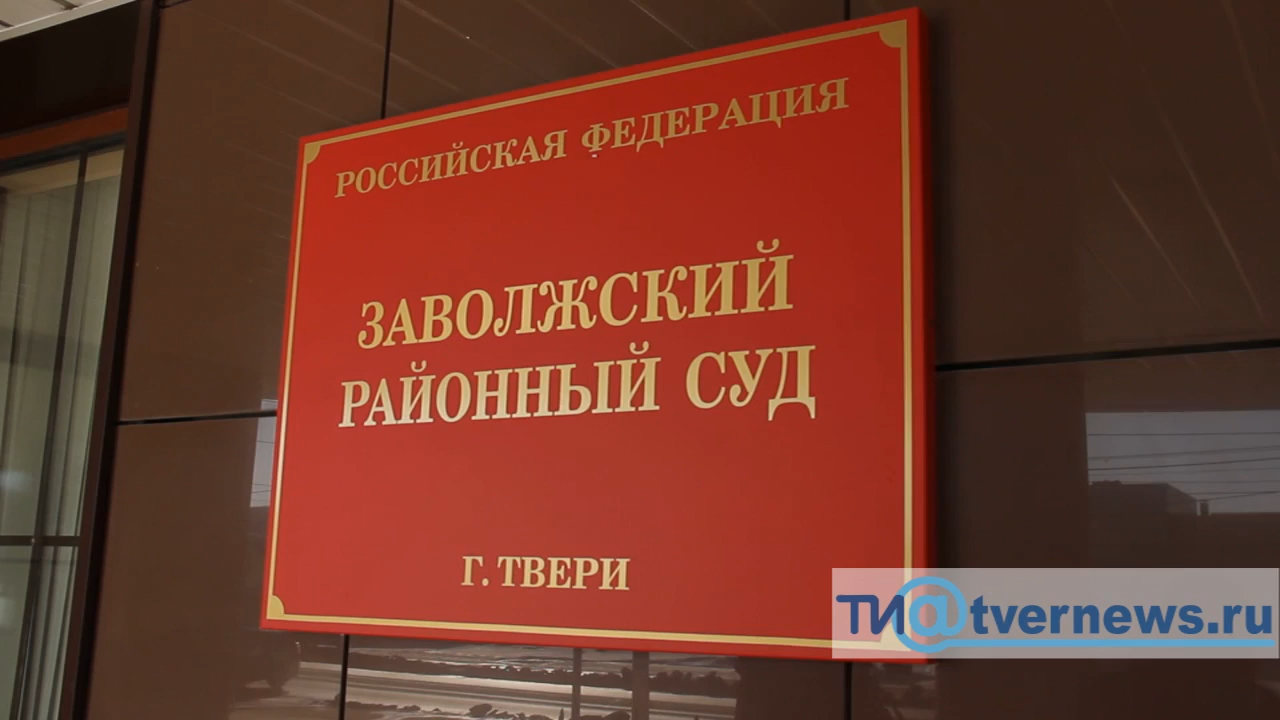 РОССИЙСКАЯ ФЕДЕРАЦИЯ
ЗАВОЛЖСКИЙ
РАЙОННЫЙ СУД
Г. ТВЕРИ
ТИ@tvernews.ru